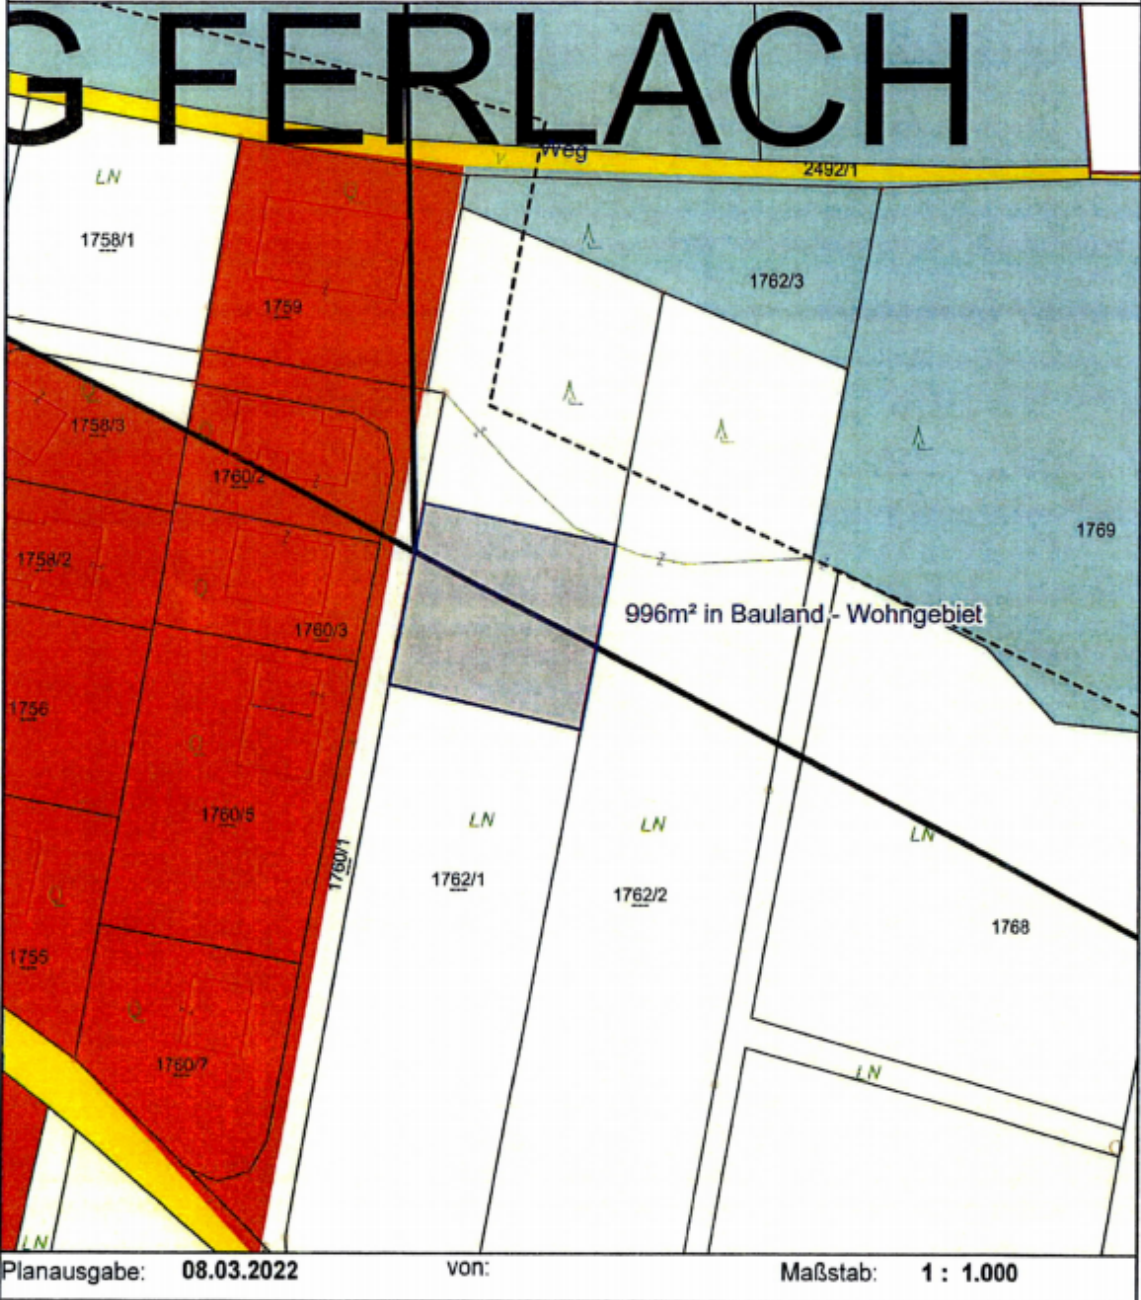 G FERLACH
Weg
2492/1
LN
1758/1
1759
1762/3
1758/3
1760/2
1769
1758/2
996m² in Bauland - Wohngebiet
1760/3
1756
1760/5
LN
LN
LN
1760/1
1762/1
1762/2
1768
1755
1760/7
LN
LN
Planausgabe: 08.03.2022 von: Maßstab: 1 : 1.000